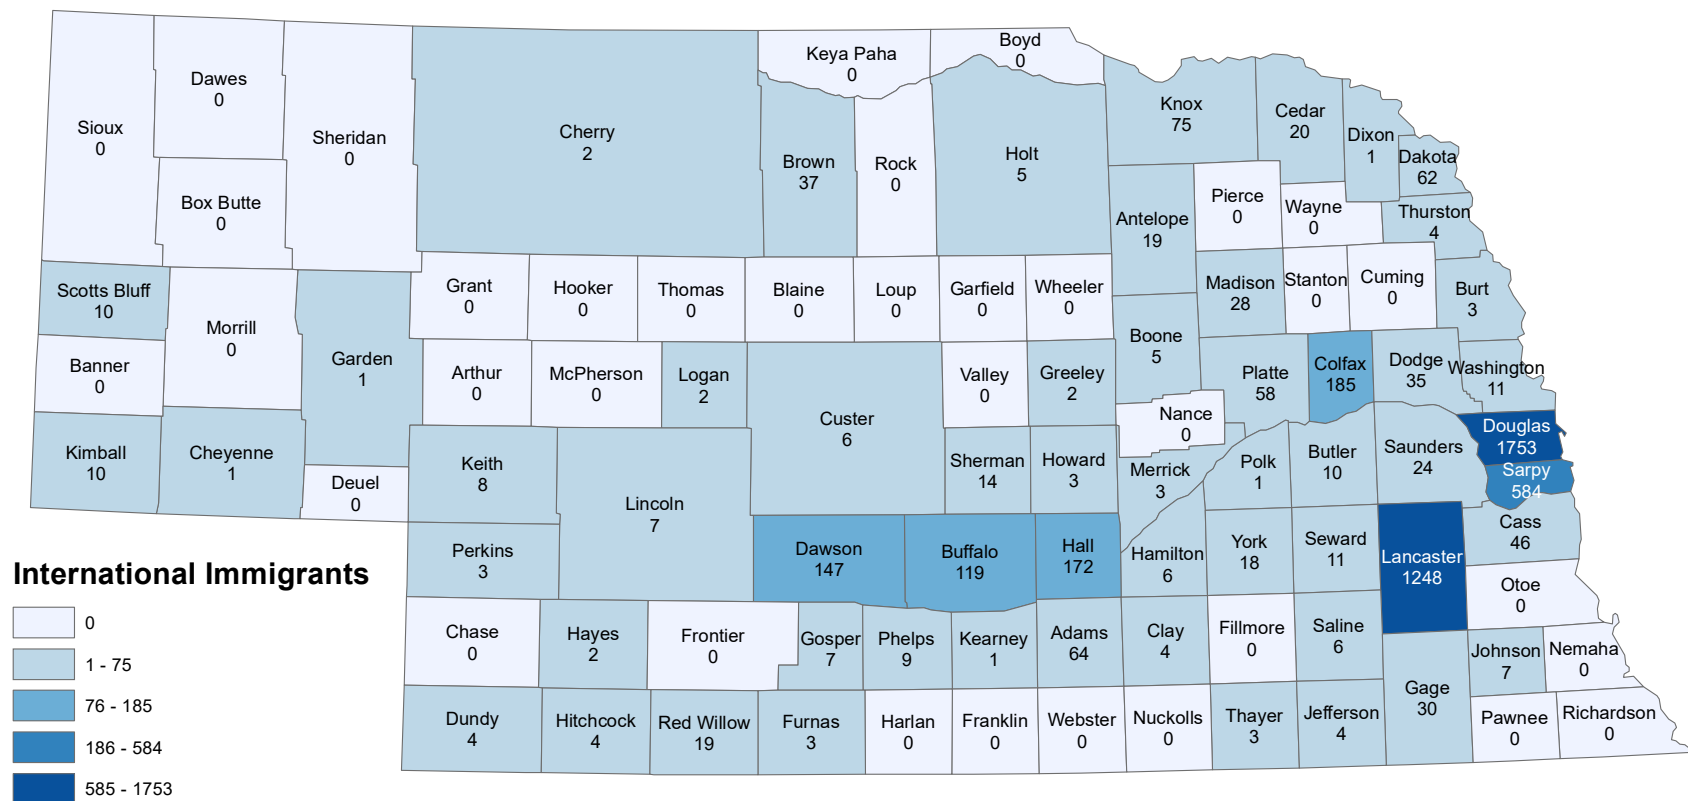 Sioux
0
Dawes
0
Box Butte
0
Sheridan
0
Cherry
2
Keya Paha
0
Boyd
0
Brown
37
Rock
0
Holt
5
Knox
75
Cedar
20
Dixon
1
Dakota
62
Antelope
19
Pierce
0
Wayne
0
Thurston
4
Scotts Bluff
10
Morrill
0
Garden
1
Grant
0
Hooker
0
Thomas
0
Blaine
0
Loup
0
Garfield
0
Wheeler
0
Madison
28
Stanton
0
Cuming
0
Burt
3
Banner
0
Arthur
0
McPherson
0
Logan
2
Custer
6
Valley
0
Greeley
2
Boone
5
Platte
58
Colfax
185
Dodge
35
Washington
11
Kimball
10
Cheyenne
1
Deuel
0
Keith
8
Lincoln
7
Sherman
14
Howard
3
Nance
0
Merrick
3
Polk
1
Butler
10
Saunders
24
Douglas
1753
Sarpy
584
Perkins
3
Dawson
147
Buffalo
119
Hall
172
Hamilton
6
York
18
Seward
11
Lancaster
1248
Cass
46
Otoe
0
Chase
0
Hayes
2
Frontier
0
Gosper
7
Phelps
9
Kearney
1
Adams
64
Clay
4
Fillmore
0
Saline
6
Johnson
7
Nemaha
0
Dundy
4
Hitchcock
4
Red Willow
19
Furnas
3
Harlan
0
Franklin
0
Webster
0
Nuckolls
0
Thayer
3
Jefferson
4
Gage
30
Pawnee
0
Richardson
0
International Immigrants
0
1 - 75
76 - 185
186 - 584
585 - 1753